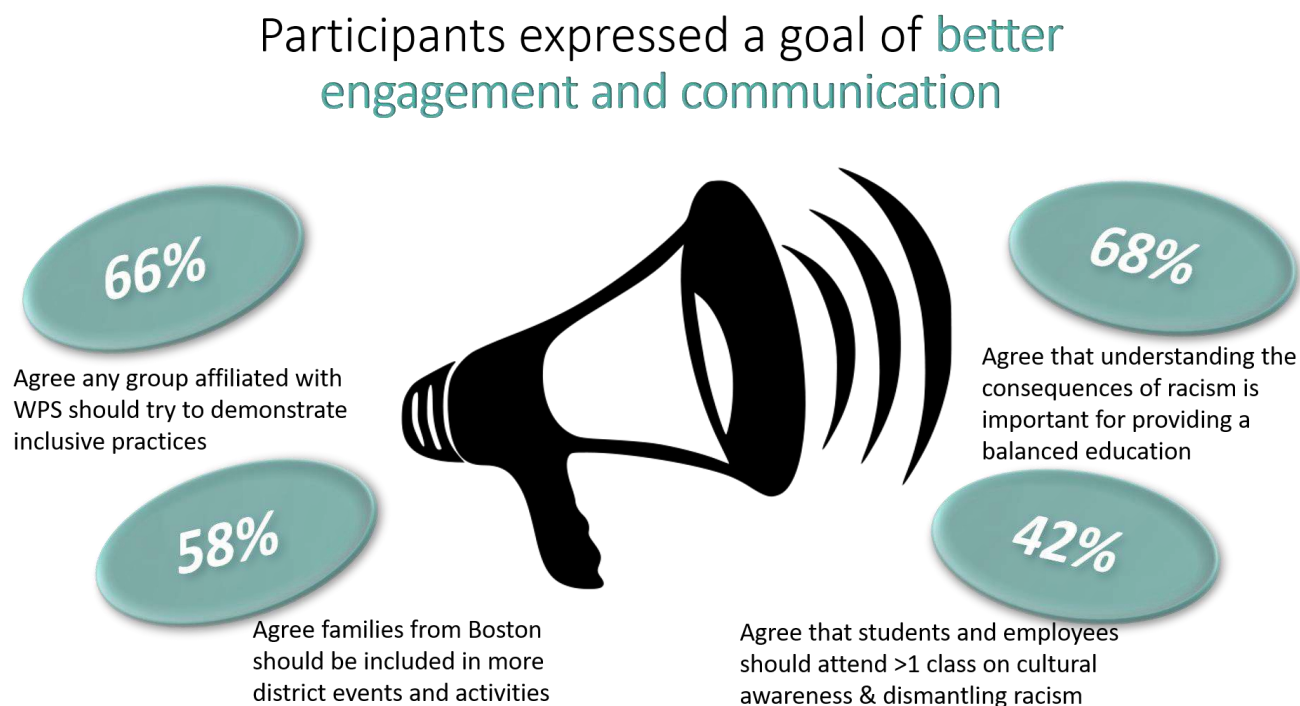 Participants expressed a goal of better
engagement and communication
66%
Agree any group affiliated with
WPS should try to demonstrate
inclusive practices
58%
Agree families from Boston
should be included in more
district events and activities
68%
Agree that understanding the
consequences of racism is
important for providing a
balanced education
42%
Agree that students and employees
should attend >1 class on cultural
awareness & dismantling racism